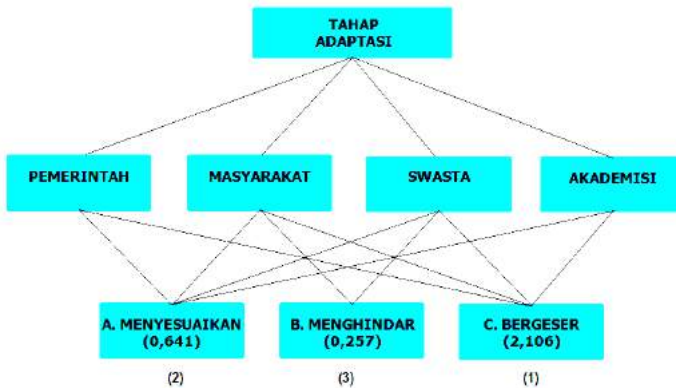 TAHAP
ADAPTASI
PEMERINTAH
MASYARAKAT
SWASTA
AKADEMISI
A. MENYESUAIKAN
(0,641)
B. MENGHINDAR
(0,257)
C. BERGESER
(2,106)
(2)
(3)
(1)